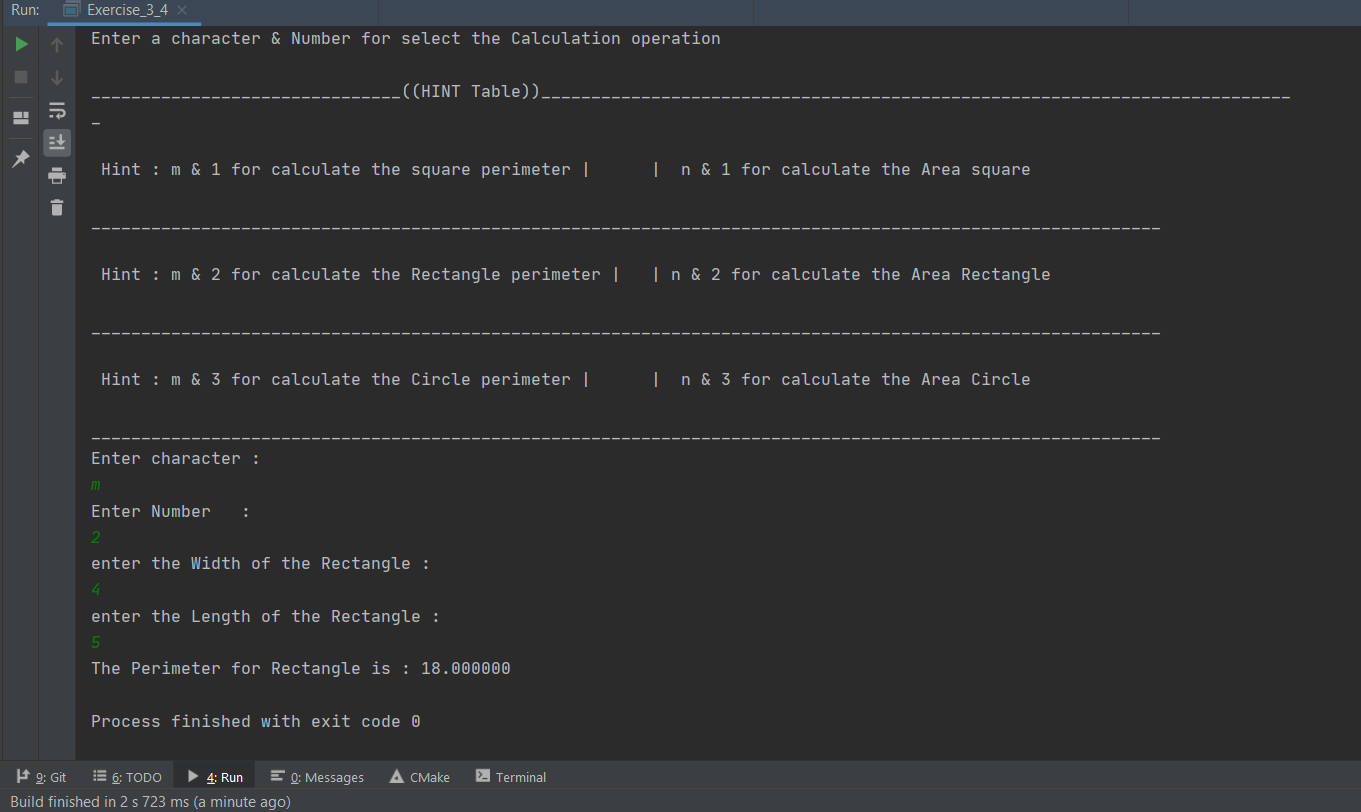 Run: Exercise_3_4
Enter a character & Number for select the Calculation operation
_______________________________((HINT Table))___________________________________________________________________________
_
Hint : m & 1 for calculate the square perimeter |      |  n & 1 for calculate the Area square
___________________________________________________________________________________________________________
Hint : m & 2 for calculate the Rectangle perimeter |   | n & 2 for calculate the Area Rectangle
___________________________________________________________________________________________________________
Hint : m & 3 for calculate the Circle perimeter |      |  n & 3 for calculate the Area Circle
___________________________________________________________________________________________________________
Enter character :
m
Enter Number   :
2
enter the Width of the Rectangle :
4
enter the Length of the Rectangle :
5
The Perimeter for Rectangle is : 18.000000
Process finished with exit code 0
9: Git 6: TODO 4: Run 0: Messages CMake Terminal
Build finished in 2 s 723 ms (a minute ago)